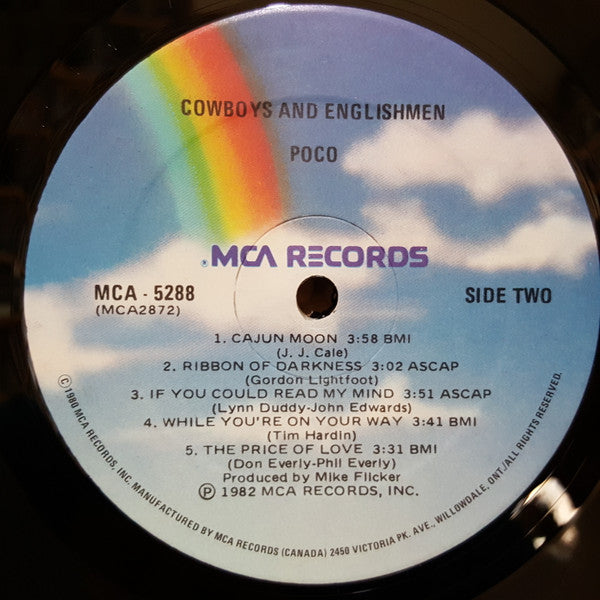 COWBOYS AND ENGLISHMEN
POCO
®MCA RECORDS
MCA - 5288
(MCA2872)
SIDE TWO
1. CAJUN MOON 3:58 BMI
(J. J. Cale)
2. RIBBON OF DARKNESS 3:02 ASCAP
(Gordon Lightfoot)
3. IF YOU COULD READ MY MIND 3:51 ASCAP
(Lynn Duddy-John Edwards)
4. WHILE YOU'RE ON YOUR WAY 3:41 BMI
(Tim Hardin)
5. THE PRICE OF LOVE 3:31 BMI
(Don Everly-Phil Everly)
Produced by Mike Flicker
Ⓟ 1982 MCA RECORDS, INC.
© 1980 MCA RECORDS, INC. MANUFACTURED BY MCA RECORDS (CANADA) 2450 VICTORIA PK. AVE., WILLOWDALE, ONT./ALL RIGHTS RESERVED.